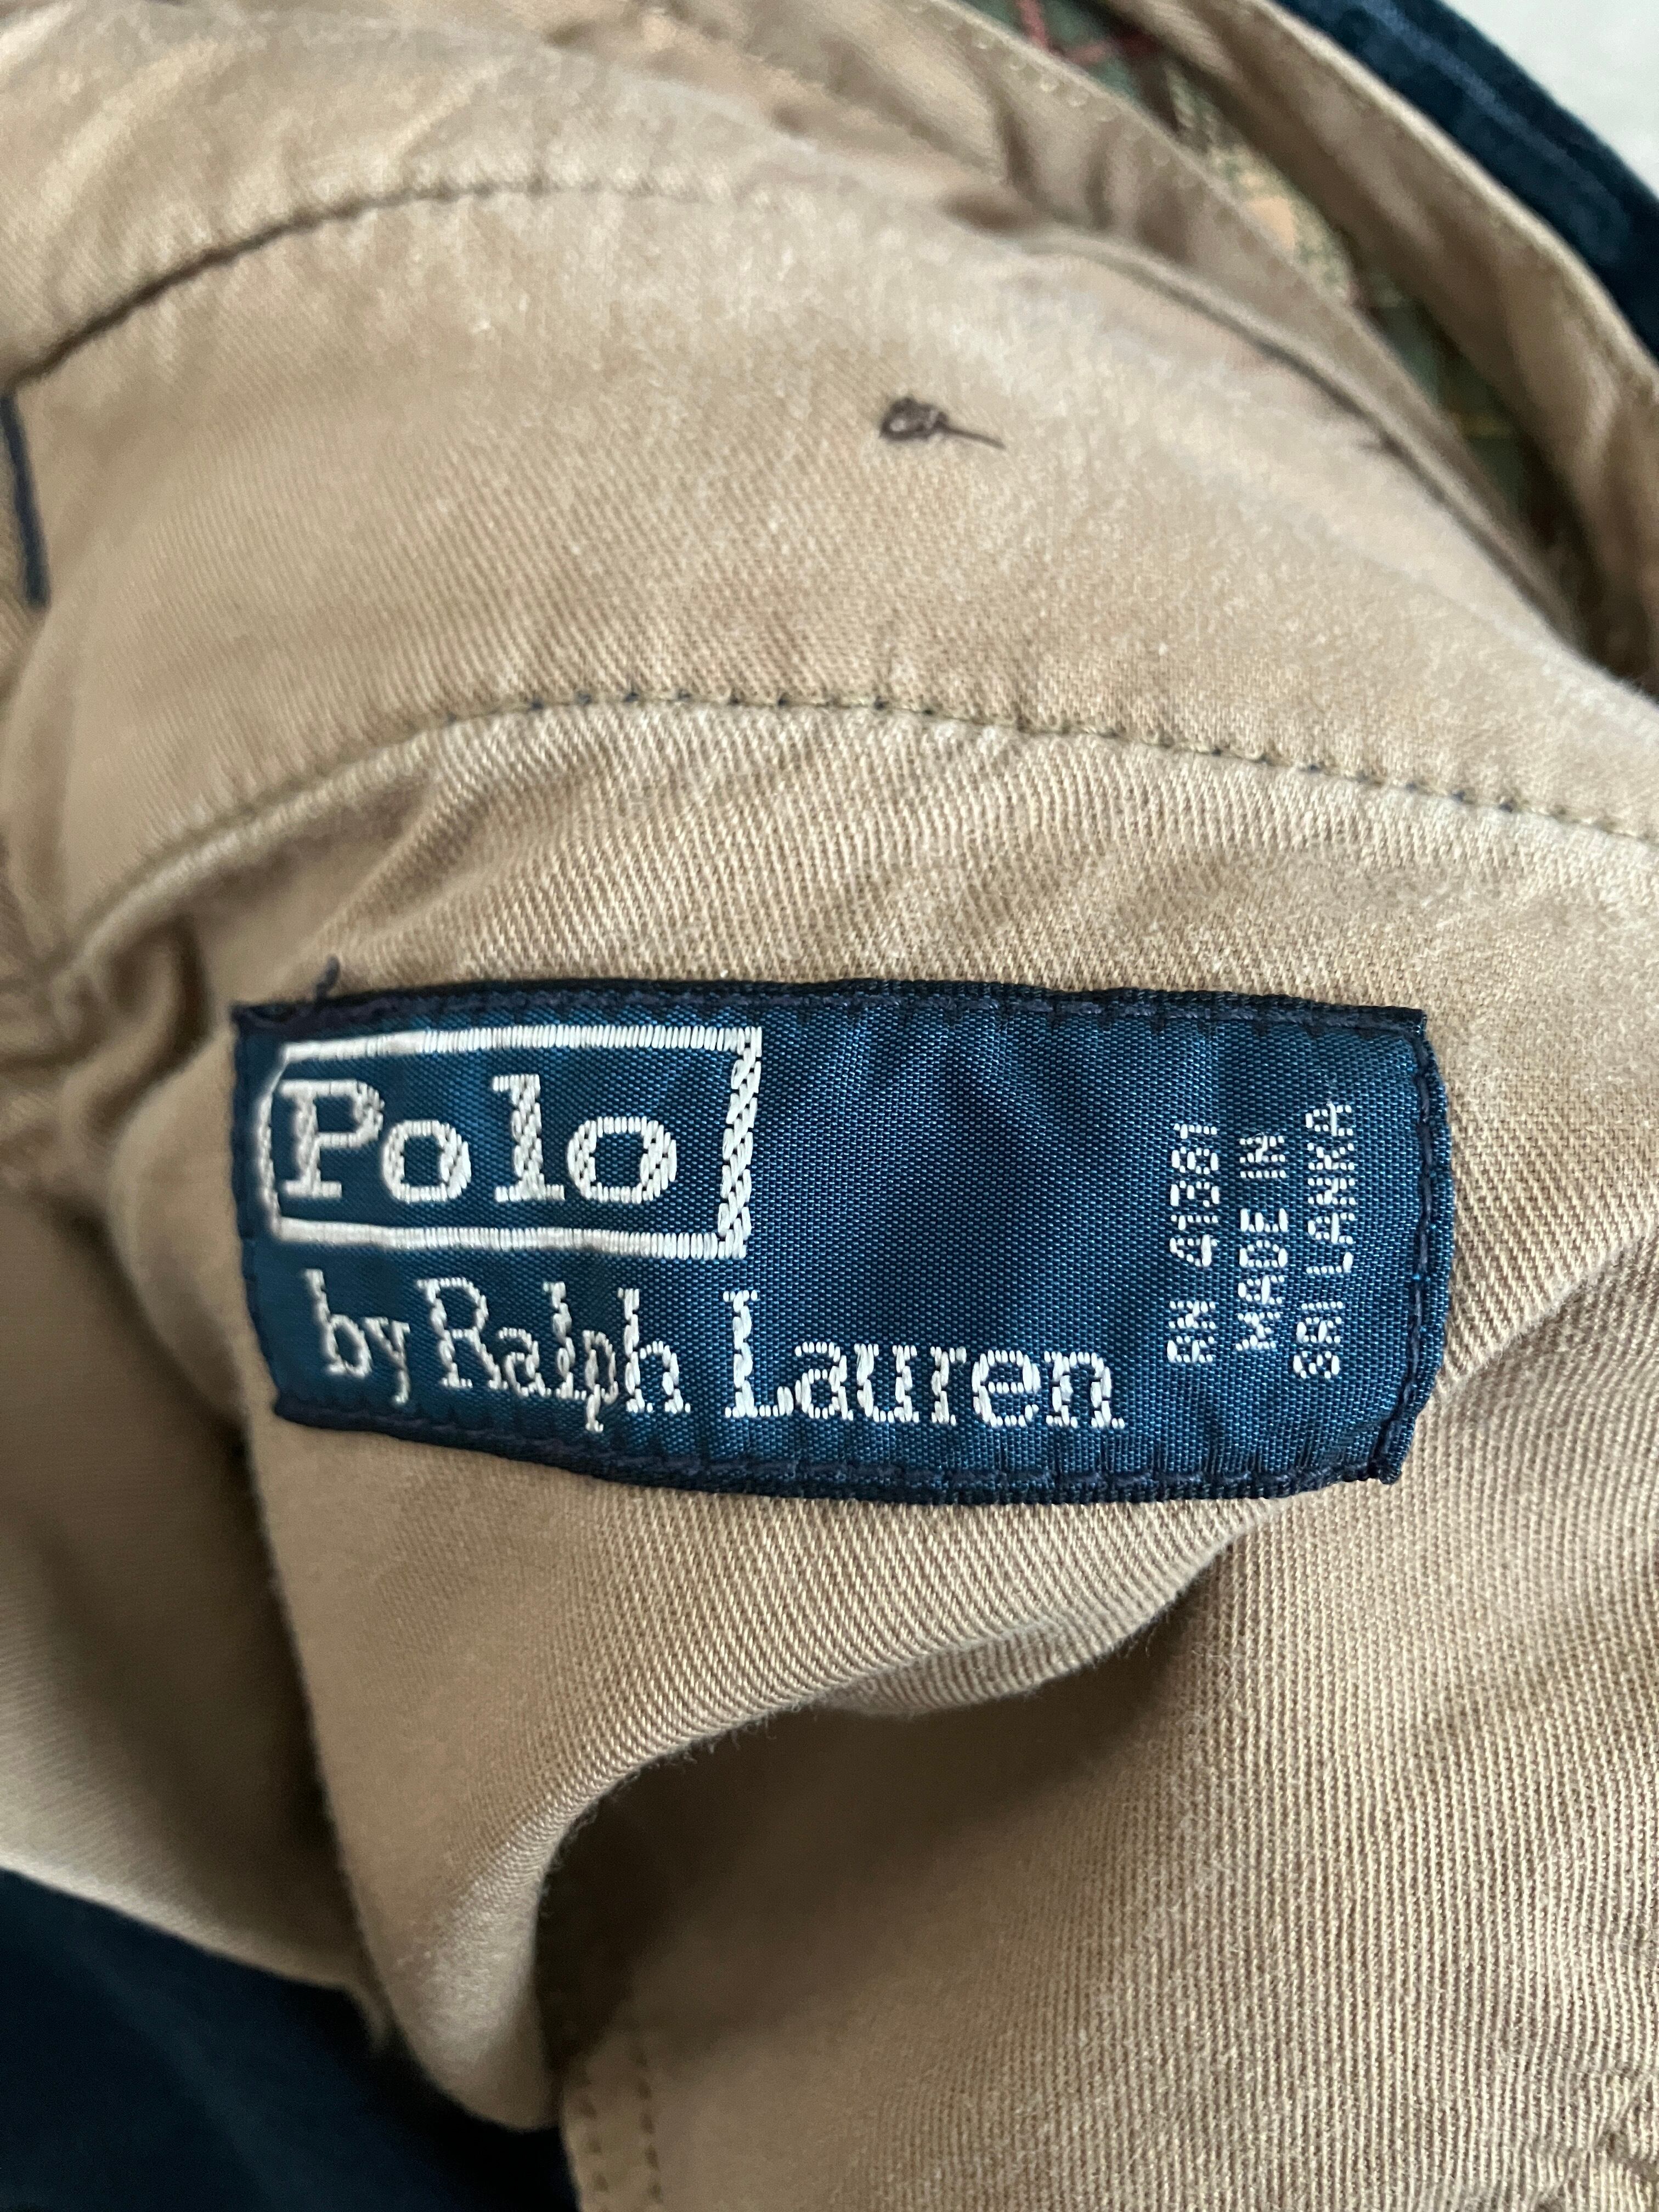 Polo
by Ralph Lauren
RN 41381
MADE IN
SRI LANKA